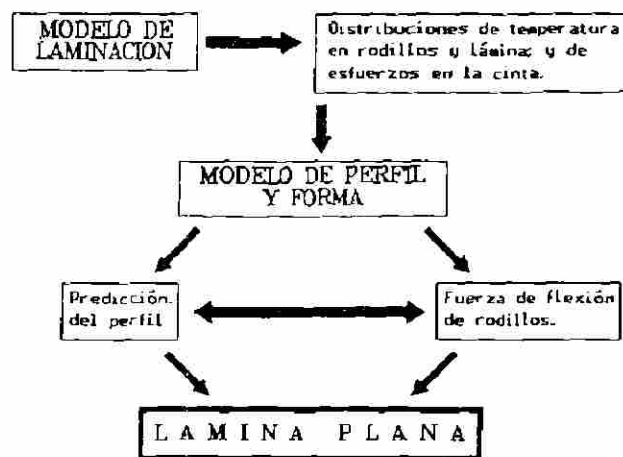 MODELO DE
LAMINACION
Distribuciones de temperatura
en rodillos y lámina; y de
esfuerzos en la cinta.
MODELO DE PERFIL
Y FORMA
Predicción.
del perfil
Fuerza de flexión
de rodillos.
LAMINA PLANA